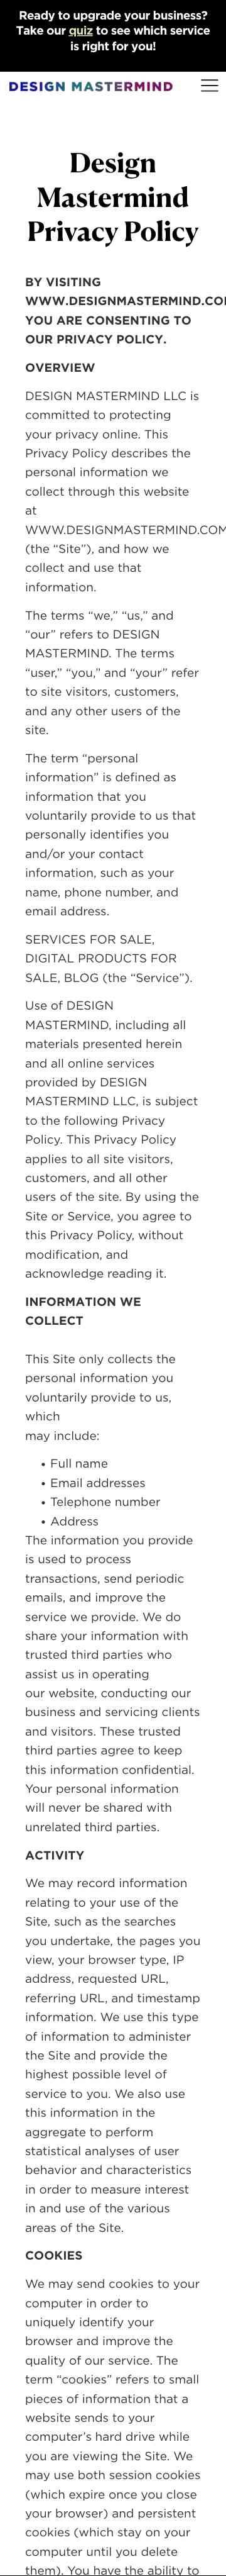 Ready to upgrade your business?
Take our quiz to see which service
is right for you!
DESIGN MASTERMIND
Design
Mastermind
Privacy Policy
BY VISITING
WWW.DESIGNMASTERMIND.CO
YOU ARE CONSENTING TO
OUR PRIVACY POLICY.
OVERVIEW
DESIGN MASTERMIND LLC is
committed to protecting
your privacy online. This
Privacy Policy describes the
personal information we
collect through this website
at
WWW.DESIGNMASTERMIND.COM
(the “Site”), and how we
collect and use that
information.
The terms “we,” “us,” and
“our” refers to DESIGN
MASTERMIND. The terms
“user,” “you,” and “your” refer
to site visitors, customers,
and any other users of the
site.
The term “personal
information” is defined as
information that you
voluntarily provide to us that
personally identifies you
and/or your contact
information, such as your
name, phone number, and
email address.
SERVICES FOR SALE,
DIGITAL PRODUCTS FOR
SALE, BLOG (the “Service”).
Use of DESIGN
MASTERMIND, including all
materials presented herein
and all online services
provided by DESIGN
MASTERMIND LLC, is subject
to the following Privacy
Policy. This Privacy Policy
applies to all site visitors,
customers, and all other
users of the site. By using the
Site or Service, you agree to
this Privacy Policy, without
modification, and
acknowledge reading it.
INFORMATION WE
COLLECT
This Site only collects the
personal information you
voluntarily provide to us,
which
may include:
• Full name
• Email addresses
• Telephone number
• Address
The information you provide
is used to process
transactions, send periodic
emails, and improve the
service we provide. We do
share your information with
trusted third parties who
assist us in operating
our website, conducting our
business and servicing clients
and visitors. These trusted
third parties agree to keep
this information confidential.
Your personal information
will never be shared with
unrelated third parties.
ACTIVITY
We may record information
relating to your use of the
Site, such as the searches
you undertake, the pages you
view, your browser type, IP
address, requested URL,
referring URL, and timestamp
information. We use this type
of information to administer
the Site and provide the
highest possible level of
service to you. We also use
this information in the
aggregate to perform
statistical analyses of user
behavior and characteristics
in order to measure interest
in and use of the various
areas of the Site.
COOKIES
We may send cookies to your
computer in order to
uniquely identify your
browser and improve the
quality of our service. The
term “cookies” refers to small
pieces of information that a
website sends to your
computer’s hard drive while
you are viewing the Site. We
may use both session cookies
(which expire once you close
your browser) and persistent
cookies (which stay on your
computer until you delete
them). You have the ability to